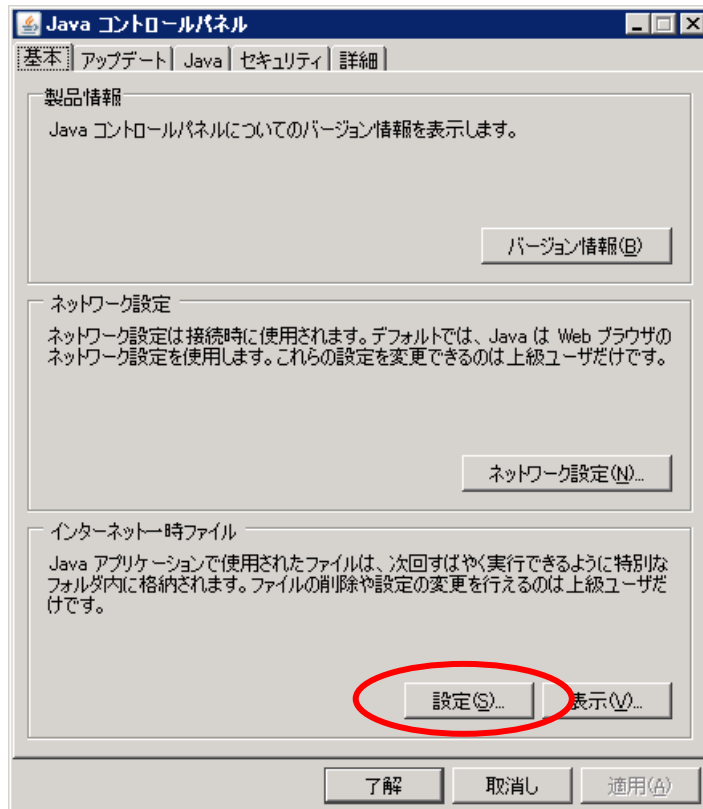 Java コントロールパネル
基本 アップデート Java セキュリティ 詳細
製品情報
Java コントロールパネルについてのバージョン情報を表示します。
バージョン情報(B)
ネットワーク設定
ネットワーク設定は接続時に使用されます。デフォルトでは、Java は Web ブラウザの
ネットワーク設定を使用します。これらの設定を変更できるのは上級ユーザだけです。
ネットワーク設定(N)...
インターネット一時ファイル
Java アプリケーションで使用されたファイルは、次回すばやく実行できるように特別な
フォルダ内に格納されます。ファイルの削除や設定の変更を行えるのは上級ユーザだ
けです。
設定(S)... 表示(V)...
了解 取消し 適用(A)